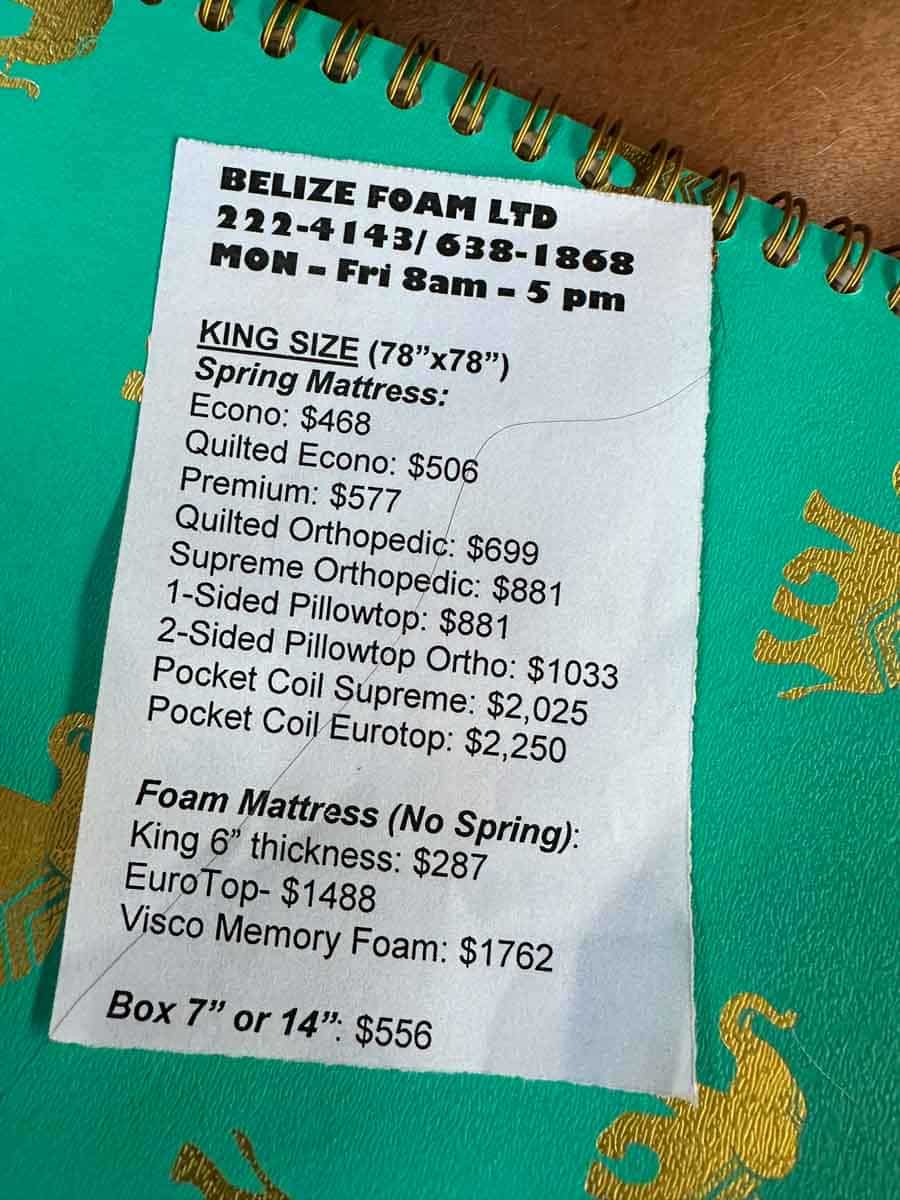 BELIZE FOAM LTD
222-4143/ 638-1868
MON – Fri 8am – 5 pm
KING SIZE (78”x78”)
Spring Mattress:
Econo: $468
Quilted Econo: $506
Premium: $577
Quilted Orthopedic: $699
Supreme Orthopedic: $881
1-Sided Pillowtop: $881
2-Sided Pillowtop Ortho: $1033
Pocket Coil Supreme: $2,025
Pocket Coil Eurotop: $2,250
Foam Mattress (No Spring):
King 6” thickness: $287
EuroTop- $1488
Visco Memory Foam: $1762
Box 7” or 14”: $556